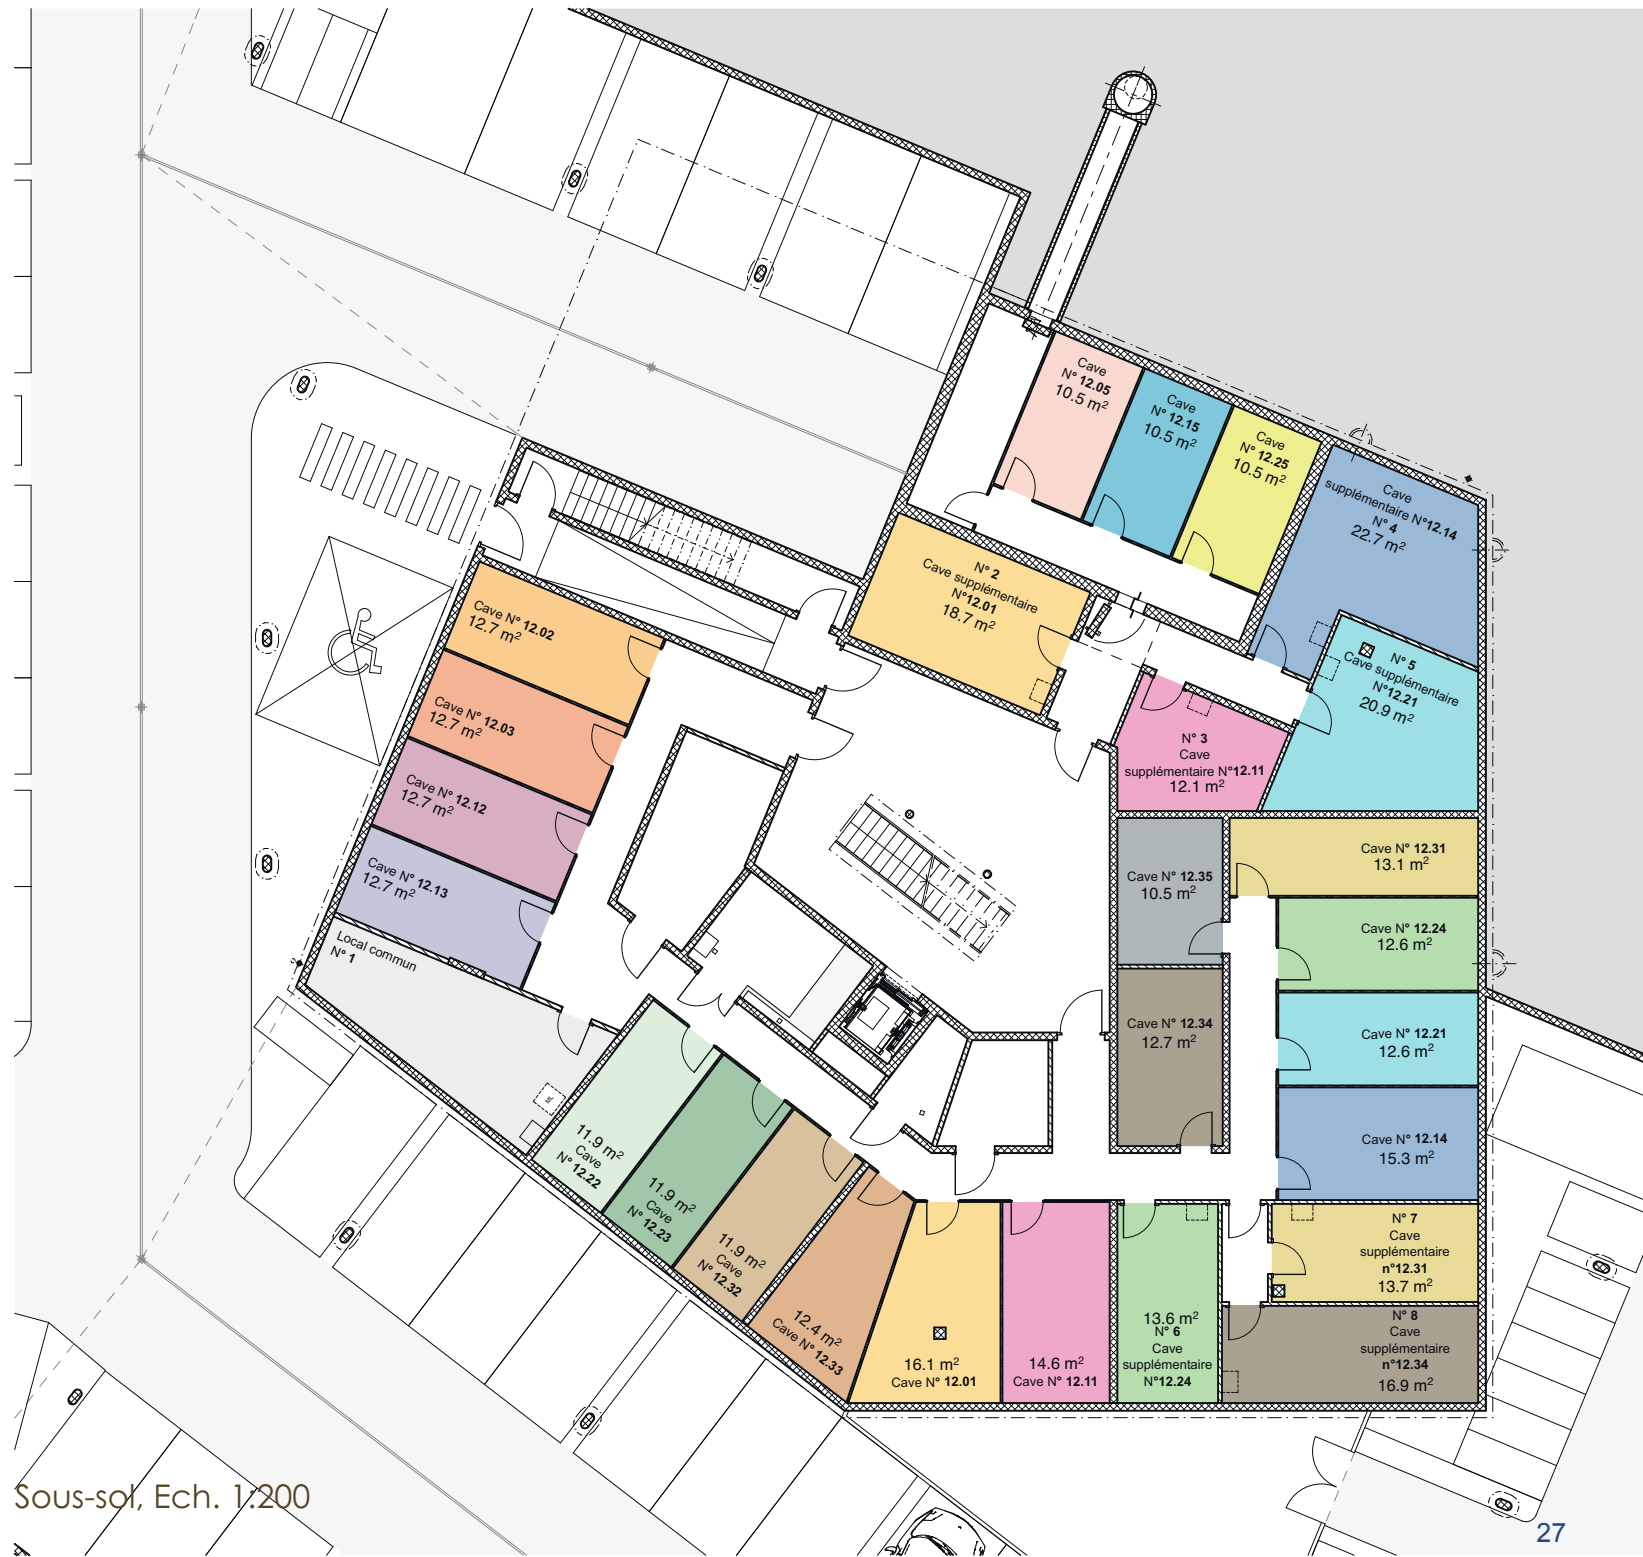 Cave
N° 12.05
10.5 m²
Cave
N° 12.15
10.5 m²
Cave
N° 12.25
10.5 m²
Cave
supplémentaire N°12.14
N° 4
22.7 m²
N° 2
Cave supplémentaire
N°12.01
18.7 m²
N° 5
Cave supplémentaire
N°12.21
20.9 m²
N° 3
Cave
supplémentaire N°12.11
12.1 m²
Cave N° 12.02
12.7 m²
Cave N° 12.03
12.7 m²
Cave N° 12.12
12.7 m²
Cave N° 12.13
12.7 m²
Local commun
N° 1
Cave N° 12.35
10.5 m²
Cave N° 12.31
13.1 m²
Cave N° 12.24
12.6 m²
Cave N° 12.34
12.7 m²
Cave N° 12.21
12.6 m²
Cave N° 12.14
15.3 m²
ML
11.9 m²
Cave
N° 12.22
11.9 m²
Cave
N° 12.23
11.9 m²
Cave
N° 12.32
12.4 m²
Cave N° 12.33
16.1 m²
Cave N° 12.01
14.6 m²
Cave N° 12.11
13.6 m²
N° 6
Cave
supplémentaire
N°12.24
N° 7
Cave
supplémentaire
n°12.31
13.7 m²
N° 8
Cave
supplémentaire
n°12.34
16.9 m²
Sous-sol, Ech. 1:200
27